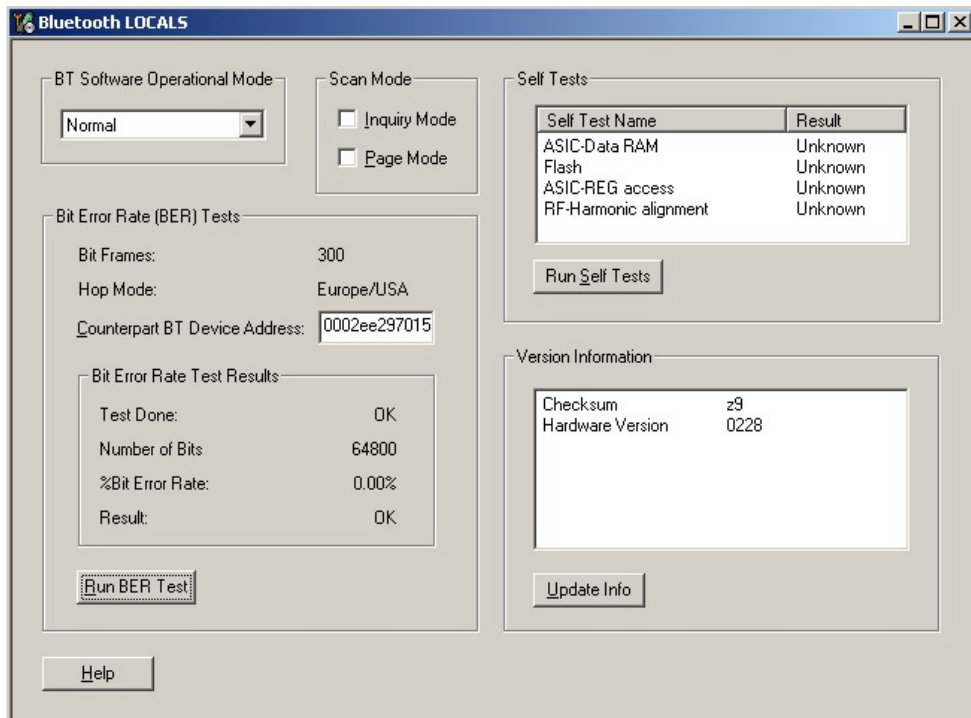 Bluetooth LOCALS
BT Software Operational Mode
Normal
Scan Mode
Inquiry Mode
Page Mode
Bit Error Rate (BER) Tests
Bit Frames: 300
Hop Mode: Europe/USA
Counterpart BT Device Address: 0002ee297015
Bit Error Rate Test Results
Test Done: OK
Number of Bits 64800
%Bit Error Rate: 0.00%
Result: OK
Run BER Test
Help
Self Tests
Self Test Name Result
ASIC-Data RAM Unknown
Flash Unknown
ASIC-REG access Unknown
RF-Harmonic alignment Unknown
Run Self Tests
Version Information
Checksum z9
Hardware Version 0228
Update Info